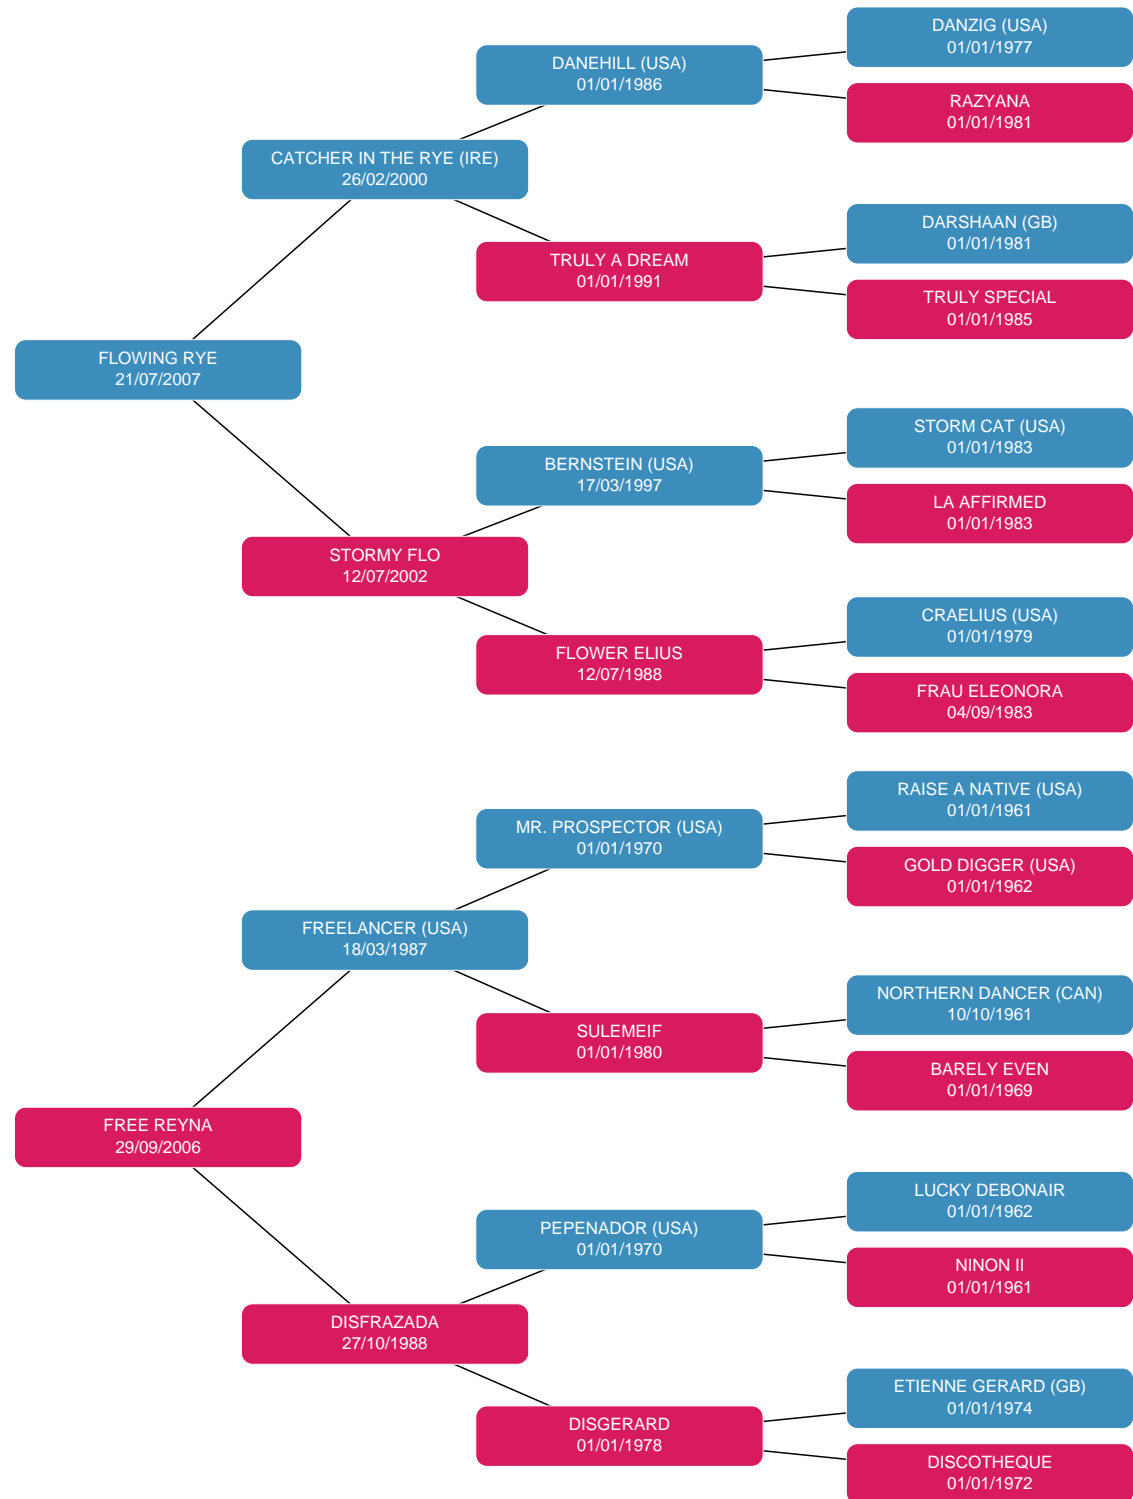 DANZIG (USA)
01/01/1977
DANEHILL (USA)
01/01/1986
RAZYANA
01/01/1981
CATCHER IN THE RYE (IRE)
26/02/2000
DARSHAAN (GB)
01/01/1981
TRULY A DREAM
01/01/1991
TRULY SPECIAL
01/01/1985
FLOWING RYE
21/07/2007
STORM CAT (USA)
01/01/1983
BERNSTEIN (USA)
17/03/1997
LA AFFIRMED
01/01/1983
STORMY FLO
12/07/2002
CRAELIUS (USA)
01/01/1979
FLOWER ELIUS
12/07/1988
FRAU ELEONORA
04/09/1983
RAISE A NATIVE (USA)
01/01/1961
MR. PROSPECTOR (USA)
01/01/1970
GOLD DIGGER (USA)
01/01/1962
FREELANCER (USA)
18/03/1987
NORTHERN DANCER (CAN)
10/10/1961
SULEMEIF
01/01/1980
BARELY EVEN
01/01/1969
FREE REYNA
29/09/2006
LUCKY DEBONAIR
01/01/1962
PEPENADOR (USA)
01/01/1970
NINON II
01/01/1961
DISFRAZADA
27/10/1988
ETIENNE GERARD (GB)
01/01/1974
DISGERARD
01/01/1978
DISCOTHEQUE
01/01/1972